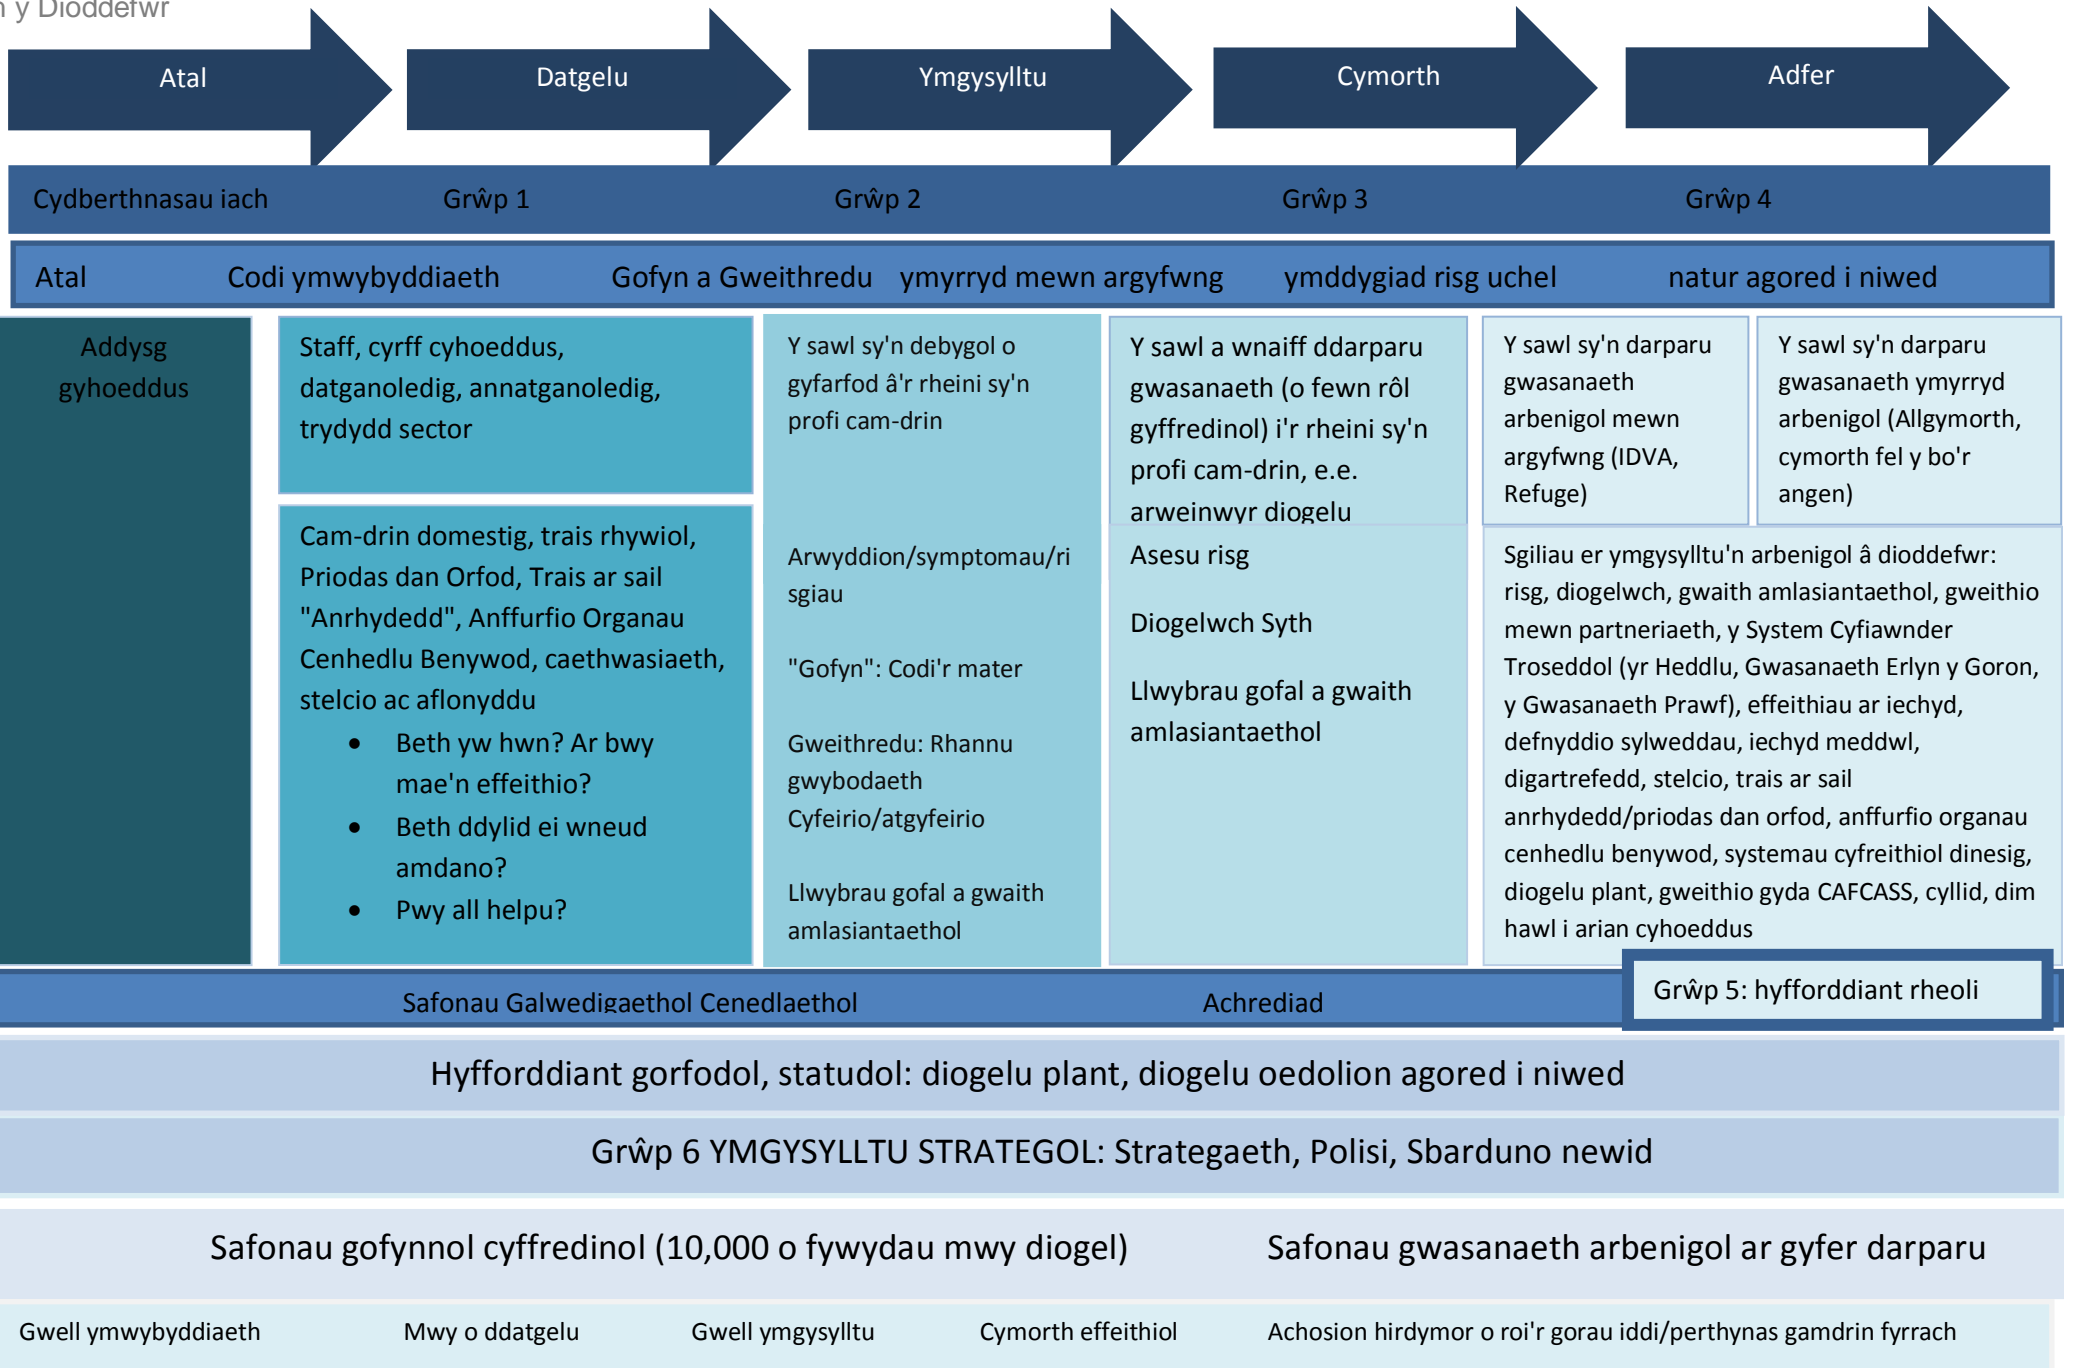 y Dioddefwr
Atal
Datgelu
Ymgysylltu
Cymorth
Adfer
Cydberthnasau iach
Grŵp 1
Grŵp 2
Grŵp 3
Grŵp 4
Atal
Codi ymwybyddiaeth
Gofyn a Gweithredu
ymyrryd mewn argyfwng
ymddygiad risg uchel
natur agored i niwed
Addysg
gyhoeddus
Staff, cyrff cyhoeddus,
datganoledig, annatganoledig,
trydydd sector
Cam-drin domestig, trais rhywiol,
Priodas dan Orfod, Trais ar sail
"Anrhydedd", Anffurfio Organau
Cenhedlu Benywod, caethwasiaeth,
stelcio ac aflonyddu
• Beth yw hwn? Ar bwy
mae'n effeithio?
• Beth ddylid ei wneud
amdano?
• Pwy all helpu?
Y sawl sy'n debygol o
gyfarfod â'r rheini sy'n
profi cam-drin
Arwyddion/symptomau/ri
sgiau
"Gofyn": Codi'r mater
Gweithredu: Rhannu
gwybodaeth
Cyfeirio/atgyfeirio
Llwybrau gofal a gwaith
amlasiantaethol
Y sawl a wnaiff ddarparu
gwasanaeth (o fewn rôl
gyffredinol) i'r rheini sy'n
profi cam-drin, e.e.
arweinwyr diogelu
Asesu risg
Diogelwch Syth
Llwybrau gofal a gwaith
amlasiantaethol
Y sawl sy'n darparu
gwasanaeth
arbenigol mewn
argyfwng (IDVA,
Refuge)
Y sawl sy'n darparu
gwasanaeth ymyrryd
arbenigol (Allgymorth,
cymorth fel y bo'r
angen)
Sgiliau er ymgysylltu'n arbenigol â dioddefwr:
risg, diogelwch, gwaith amlasiantaethol, gweithio
mewn partneriaeth, y System Cyfiawnder
Troseddol (yr Heddlu, Gwasanaeth Erlyn y Goron,
y Gwasanaeth Prawf), effeithiau ar iechyd,
defnyddio sylweddau, iechyd meddwl,
digartrefedd, stelcio, trais ar sail
anrhydedd/priodas dan orfod, anffurfio organau
cenhedlu benywod, systemau cyfreithiol dinesig,
diogelu plant, gweithio gyda CAFCASS, cyllid, dim
hawl i arian cyhoeddus
Safonau Galwedigaethol Cenedlaethol
Achrediad
Grŵp 5: hyfforddiant rheoli
Hyfforddiant gorfodol, statudol: diogelu plant, diogelu oedolion agored i niwed
Grŵp 6 YMGYSYLLTU STRATEGOL: Strategaeth, Polisi, Sbarduno newid
Safonau gofynnol cyffredinol (10,000 o fywydau mwy diogel)
Safonau gwasanaeth arbenigol ar gyfer darparu
Gwell ymwybyddiaeth
Mwy o ddatgelu
Gwell ymgysylltu
Cymorth effeithiol
Achosion hirdymor o roi'r gorau iddi/perthynas gamdrin fyrrach